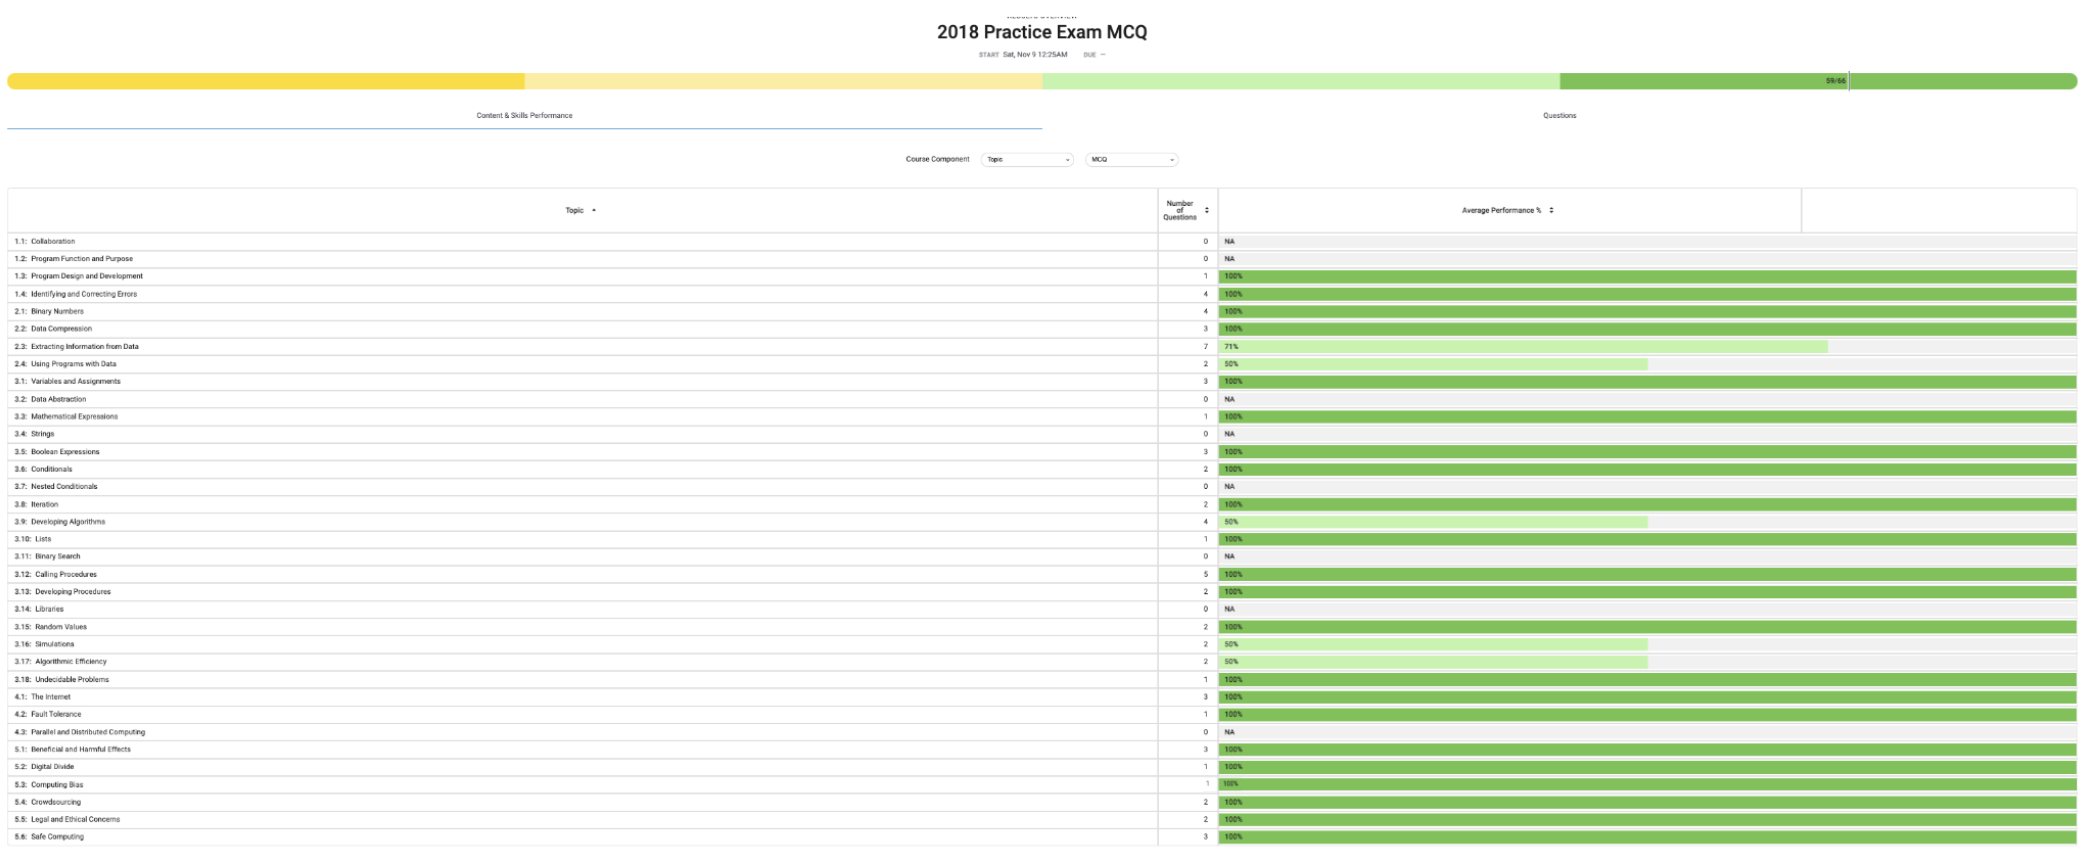 2018 Practice Exam MCQ
START Sat, Nov 9 12:25AM DUE —
59/66
Content & Skills Performance Questions
Course Component Topic MCQ
Topic Number of Questions Average Performance %
1.1: Collaboration 0 NA
1.2: Program Function and Purpose 0 NA
1.3: Program Design and Development 1 100%
1.4: Identifying and Correcting Errors 4 100%
2.1: Binary Numbers 4 100%
2.2: Data Compression 3 100%
2.3: Extracting Information from Data 7 71%
2.4: Using Programs with Data 2 50%
3.1: Variables and Assignments 3 100%
3.2: Data Abstraction 0 NA
3.3: Mathematical Expressions 1 100%
3.4: Strings 0 NA
3.5: Boolean Expressions 3 100%
3.6: Conditionals 2 100%
3.7: Nested Conditionals 0 NA
3.8: Iteration 2 100%
3.9: Developing Algorithms 4 50%
3.10: Lists 1 100%
3.11: Binary Search 0 NA
3.12: Calling Procedures 5 100%
3.13: Developing Procedures 2 100%
3.14: Libraries 0 NA
3.15: Random Values 2 100%
3.16: Simulations 2 50%
3.17: Algorithmic Efficiency 2 50%
3.18: Undecidable Problems 1 100%
4.1: The Internet 3 100%
4.2: Fault Tolerance 1 100%
4.3: Parallel and Distributed Computing 0 NA
5.1: Beneficial and Harmful Effects 3 100%
5.2: Digital Divide 1 100%
5.3: Computing Bias 1 100%
5.4: Crowdsourcing 2 100%
5.5: Legal and Ethical Concerns 2 100%
5.6: Safe Computing 3 100%